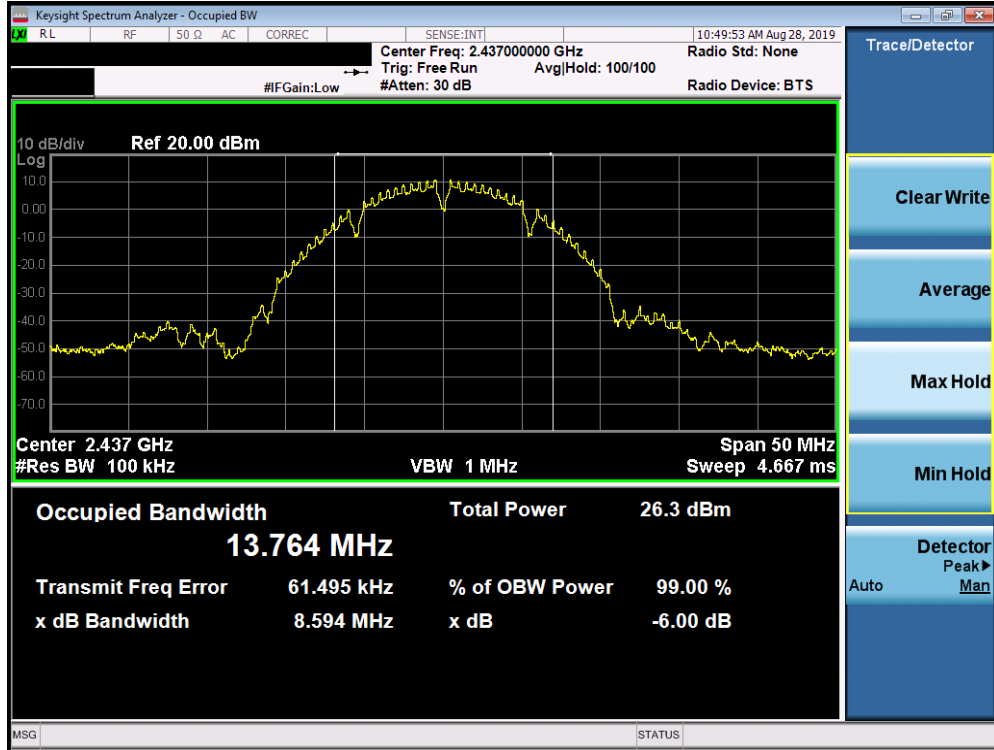 Keysight Spectrum Analyzer - Occupied BW
LXI RL RF 50 Ω AC CORREC SENSE:INT 10:49:53 AM Aug 28, 2019
Center Freq: 2.437000000 GHz Radio Std: None
Trig: Free Run Avg|Hold: 100/100
#IFGain:Low #Atten: 30 dB Radio Device: BTS
10 dB/div Ref 20.00 dBm
Log
10.0
0.00
-10.0
-20.0
-30.0
-40.0
-50.0
-60.0
-70.0
Center 2.437 GHz Span 50 MHz
#Res BW 100 kHz VBW 1 MHz Sweep 4.667 ms
Occupied Bandwidth Total Power 26.3 dBm
13.764 MHz
Transmit Freq Error 61.495 kHz % of OBW Power 99.00 %
x dB Bandwidth 8.594 MHz x dB -6.00 dB
MSG STATUS
Trace/Detector
Clear Write
Average
Max Hold
Min Hold
Detector
Peak▶
Auto Man